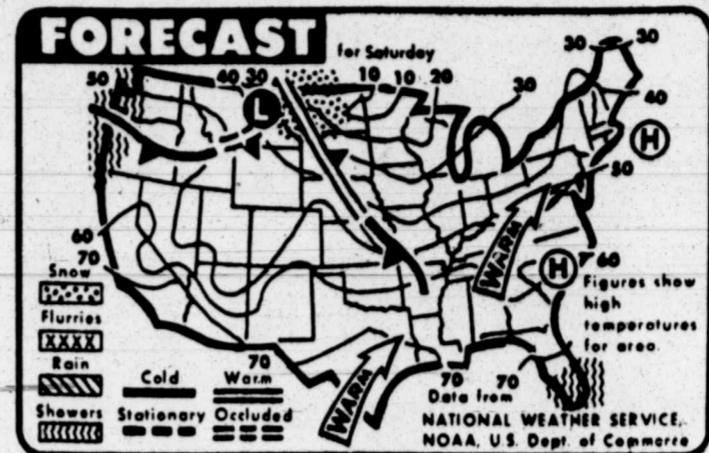 FORECAST
for Saturday
50
40 30
10 10 20
30
30 30
40
L
H
50
WARM
60
70
H
60
Snow
Flurries
Rain
Showers
Cold
Warm
Stationary
Occluded
70
WARM
70 70
Figures show
high
temperatures
for area.
Data from
NATIONAL WEATHER SERVICE,
NOAA, U.S. Dept. of Commerce